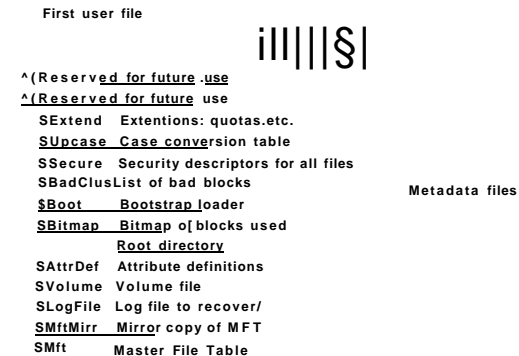 First user file
ill|||§|
^(Reserved for future .use
^(Reserved for future use
SExtend Extentions: quotas.etc.
SUpcase Case conversion table
SSecure Security descriptors for all files
SBadClusList of bad blocks
Metadata files
$Boot Bootstrap loader
SBitmap Bitmap o[ blocks used
Root directory
SAttrDef Attribute definitions
SVolume Volume file
SLogFile Log file to recover/
SMftMirr Mirror copy of MFT
SMft Master File Table